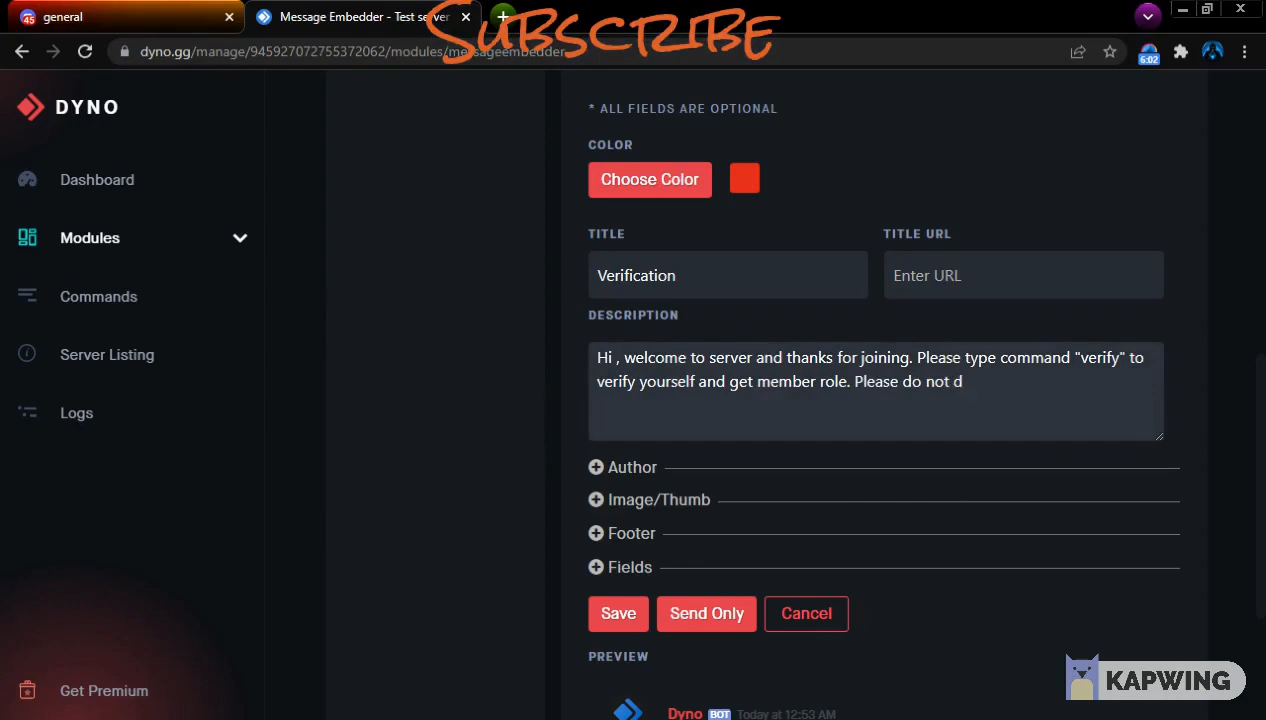 general
Message Embedder - Test server
SUBSCRIBE
dyno.gg/manage/945927072755372062/modules/messageembedder
6:02
DYNO
Dashboard
Modules
Commands
Server Listing
Logs
Get Premium
* ALL FIELDS ARE OPTIONAL
COLOR
Choose Color
TITLE
TITLE URL
Verification
Enter URL
DESCRIPTION
Hi , welcome to server and thanks for joining. Please type command "verify" to
verify yourself and get member role. Please do not d
Author
Image/Thumb
Footer
Fields
Save
Send Only
Cancel
PREVIEW
Dyno BOT Today at 12:53 AM
KAPWING